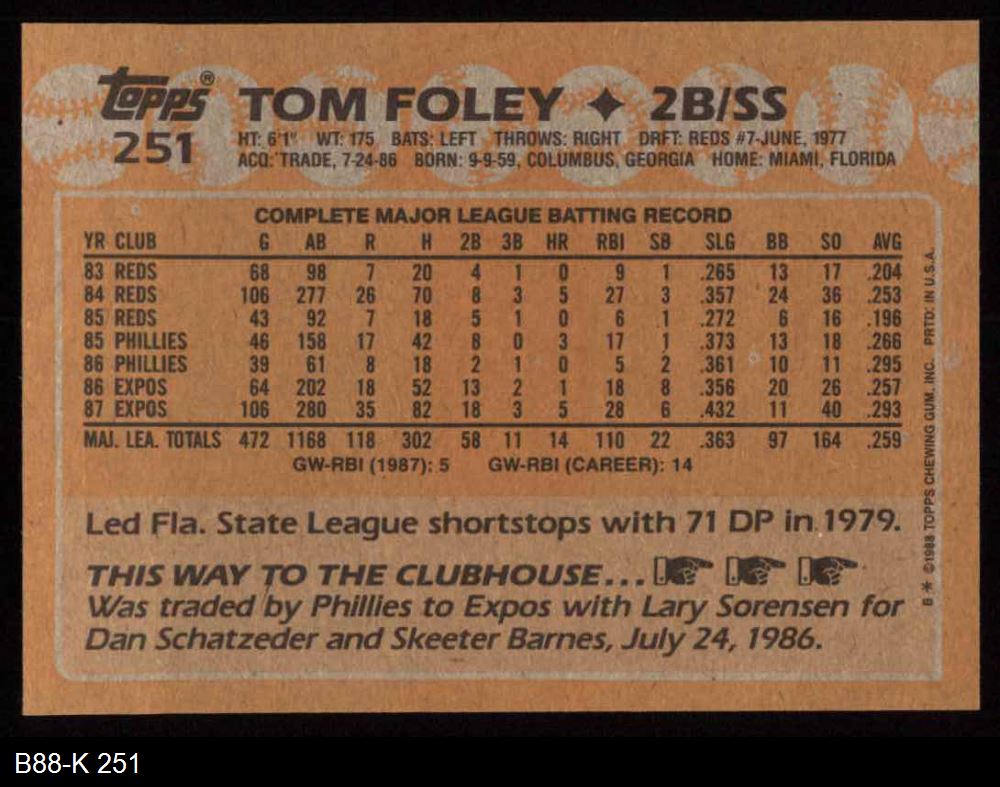 topps® TOM FOLEY ✦ 2B/SS
251 HT: 6'1" WT: 175 BATS: LEFT THROWS: RIGHT DRFT: REDS #7-JUNE, 1977
ACQ: TRADE, 7-24-86 BORN: 9-9-59, COLUMBUS, GEORGIA HOME: MIAMI, FLORIDA
COMPLETE MAJOR LEAGUE BATTING RECORD
YR CLUB G AB R H 2B 3B HR RBI SB SLG BB SO AVG
83 REDS 68 98 7 20 4 1 0 9 1 .265 13 17 .204
84 REDS 106 277 26 70 8 3 5 27 3 .357 24 36 .253
85 REDS 43 92 7 18 5 1 0 6 1 .272 6 16 .196
85 PHILLIES 46 158 17 42 8 0 3 17 1 .373 13 18 .266
86 PHILLIES 39 61 8 18 2 1 0 5 2 .361 10 11 .295
86 EXPOS 64 202 18 52 13 2 1 18 8 .356 20 26 .257
87 EXPOS 106 280 35 82 18 3 5 28 6 .432 11 40 .293
MAJ. LEA. TOTALS 472 1168 118 302 58 11 14 110 22 .363 97 164 .259
GW-RBI (1987): 5 GW-RBI (CAREER): 14
Led Fla. State League shortstops with 71 DP in 1979.
THIS WAY TO THE CLUBHOUSE...
Was traded by Phillies to Expos with Lary Sorensen for
Dan Schatzeder and Skeeter Barnes, July 24, 1986.
B* ©1988 TOPPS CHEWING GUM, INC. PRTD: IN U.S.A.
B88-K 251